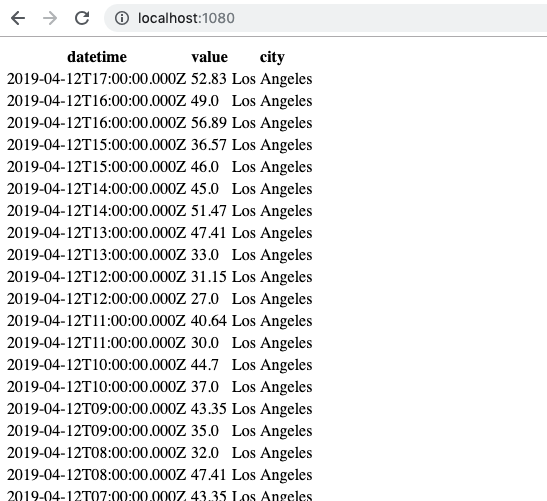 localhost:1080
datetime value city
2019-04-12T17:00:00.000Z 52.83 Los Angeles
2019-04-12T16:00:00.000Z 49.0 Los Angeles
2019-04-12T16:00:00.000Z 56.89 Los Angeles
2019-04-12T15:00:00.000Z 36.57 Los Angeles
2019-04-12T15:00:00.000Z 46.0 Los Angeles
2019-04-12T14:00:00.000Z 45.0 Los Angeles
2019-04-12T14:00:00.000Z 51.47 Los Angeles
2019-04-12T13:00:00.000Z 47.41 Los Angeles
2019-04-12T13:00:00.000Z 33.0 Los Angeles
2019-04-12T12:00:00.000Z 31.15 Los Angeles
2019-04-12T12:00:00.000Z 27.0 Los Angeles
2019-04-12T11:00:00.000Z 40.64 Los Angeles
2019-04-12T11:00:00.000Z 30.0 Los Angeles
2019-04-12T10:00:00.000Z 44.7 Los Angeles
2019-04-12T10:00:00.000Z 37.0 Los Angeles
2019-04-12T09:00:00.000Z 43.35 Los Angeles
2019-04-12T09:00:00.000Z 35.0 Los Angeles
2019-04-12T08:00:00.000Z 32.0 Los Angeles
2019-04-12T08:00:00.000Z 47.41 Los Angeles
2019-04-12T07:00:00.000Z 43.35 Los Angeles